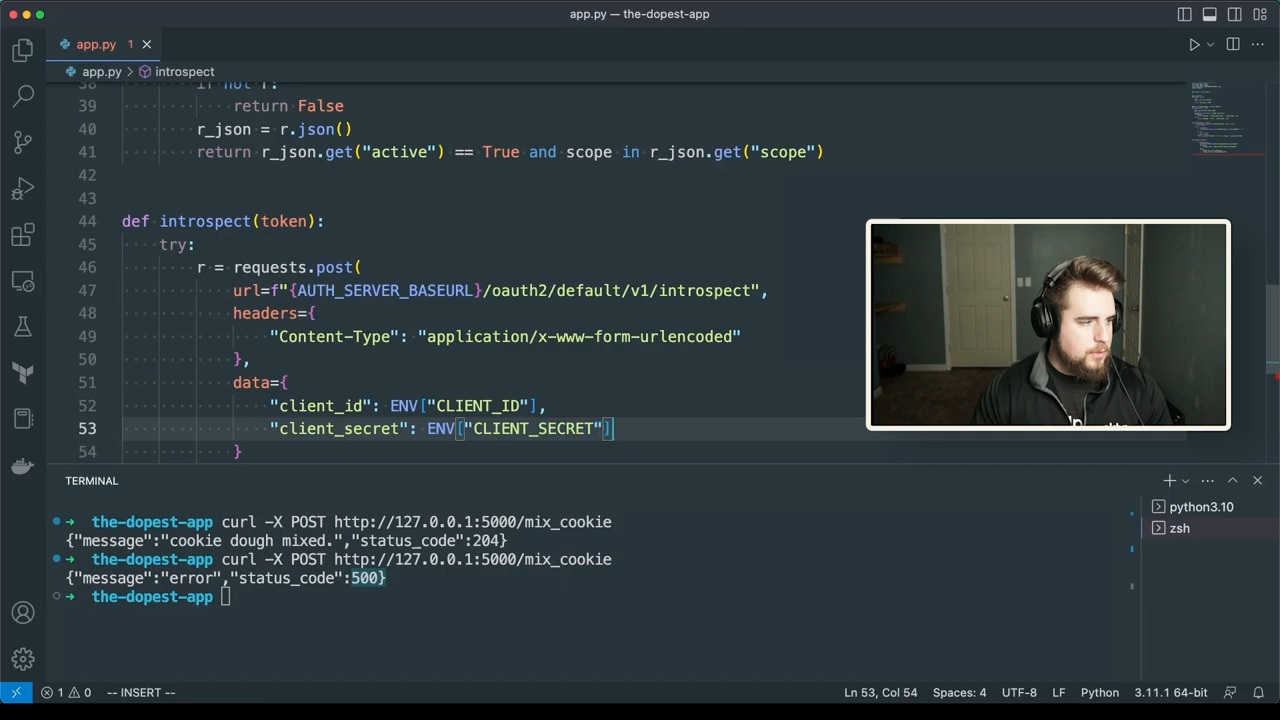 app.py — the-dopest-app
app.py 1
app.py > introspect
38 if not r:
39 return False
40 r_json = r.json()
41 return r_json.get("active") == True and scope in r_json.get("scope")
42
43
44 def introspect(token):
45 try:
46 r = requests.post(
47 url=f"{AUTH_SERVER_BASEURL}/oauth2/default/v1/introspect",
48 headers={
49 "Content-Type": "application/x-www-form-urlencoded"
50 },
51 data={
52 "client_id": ENV["CLIENT_ID"],
53 "client_secret": ENV["CLIENT_SECRET"]
54 }
TERMINAL
the-dopest-app curl -X POST http://127.0.0.1:5000/mix_cookie
{"message":"cookie dough mixed.","status_code":204}
the-dopest-app curl -X POST http://127.0.0.1:5000/mix_cookie
{"message":"error","status_code":500}
the-dopest-app
python3.10
zsh
1 0 -- INSERT -- Ln 53, Col 54 Spaces: 4 UTF-8 LF Python 3.11.1 64-bit